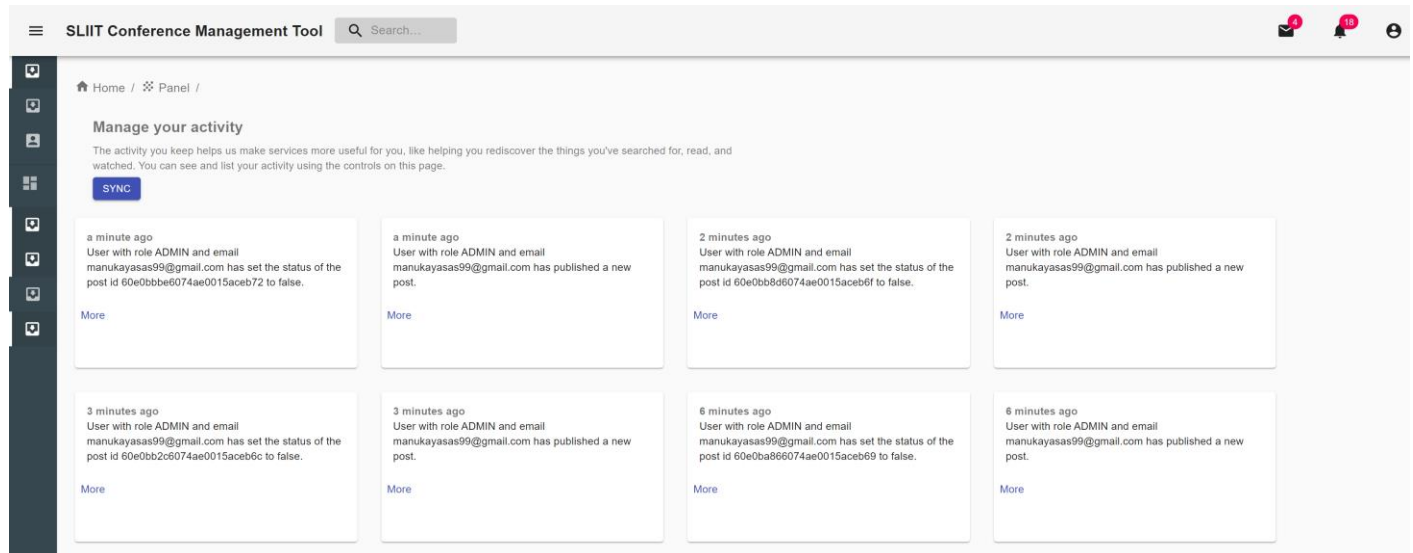 SLIIT Conference Management Tool
Search...
4
18
Home / Panel /
Manage your activity
The activity you keep helps us make services more useful for you, like helping you rediscover the things you've searched for, read, and
watched. You can see and list your activity using the controls on this page.
SYNC
a minute ago
User with role ADMIN and email
manukayasas99@gmail.com has set the status of the
post id 60e0bbbe6074ae0015aceb72 to false.
More
a minute ago
User with role ADMIN and email
manukayasas99@gmail.com has published a new
post.
More
2 minutes ago
User with role ADMIN and email
manukayasas99@gmail.com has set the status of the
post id 60e0bb8d6074ae0015aceb6f to false.
More
2 minutes ago
User with role ADMIN and email
manukayasas99@gmail.com has published a new
post.
More
3 minutes ago
User with role ADMIN and email
manukayasas99@gmail.com has set the status of the
post id 60e0bb2c6074ae0015aceb6c to false.
More
3 minutes ago
User with role ADMIN and email
manukayasas99@gmail.com has published a new
post.
More
6 minutes ago
User with role ADMIN and email
manukayasas99@gmail.com has set the status of the
post id 60e0ba866074ae0015aceb69 to false.
More
6 minutes ago
User with role ADMIN and email
manukayasas99@gmail.com has published a new
post.
More